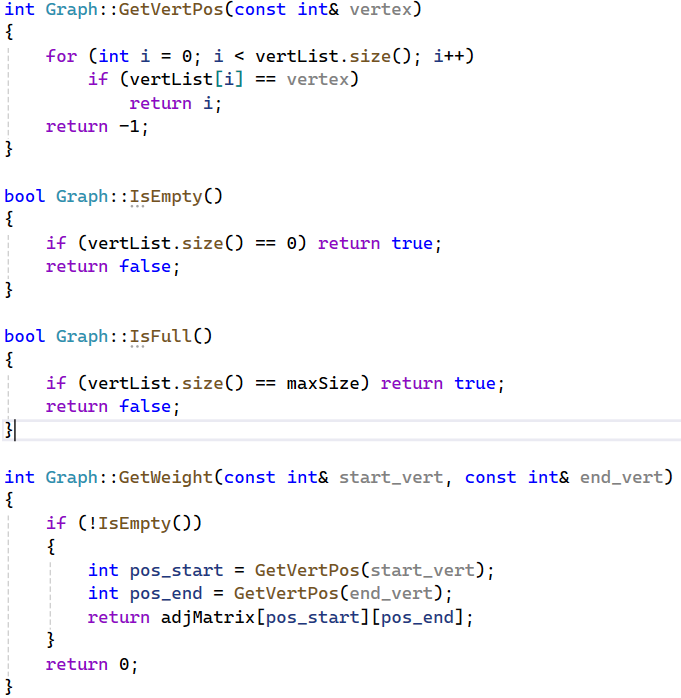 int Graph::GetVertPos(const int& vertex)
{
    for (int i = 0; i < vertList.size(); i++)
        if (vertList[i] == vertex)
            return i;
    return -1;
}

bool Graph::IsEmpty()
{
    if (vertList.size() == 0) return true;
    return false;
}

bool Graph::IsFull()
{
    if (vertList.size() == maxSize) return true;
    return false;
}

int Graph::GetWeight(const int& start_vert, const int& end_vert)
{
    if (!IsEmpty())
    {
        int pos_start = GetVertPos(start_vert);
        int pos_end = GetVertPos(end_vert);
        return adjMatrix[pos_start][pos_end];
    }
    return 0;
}